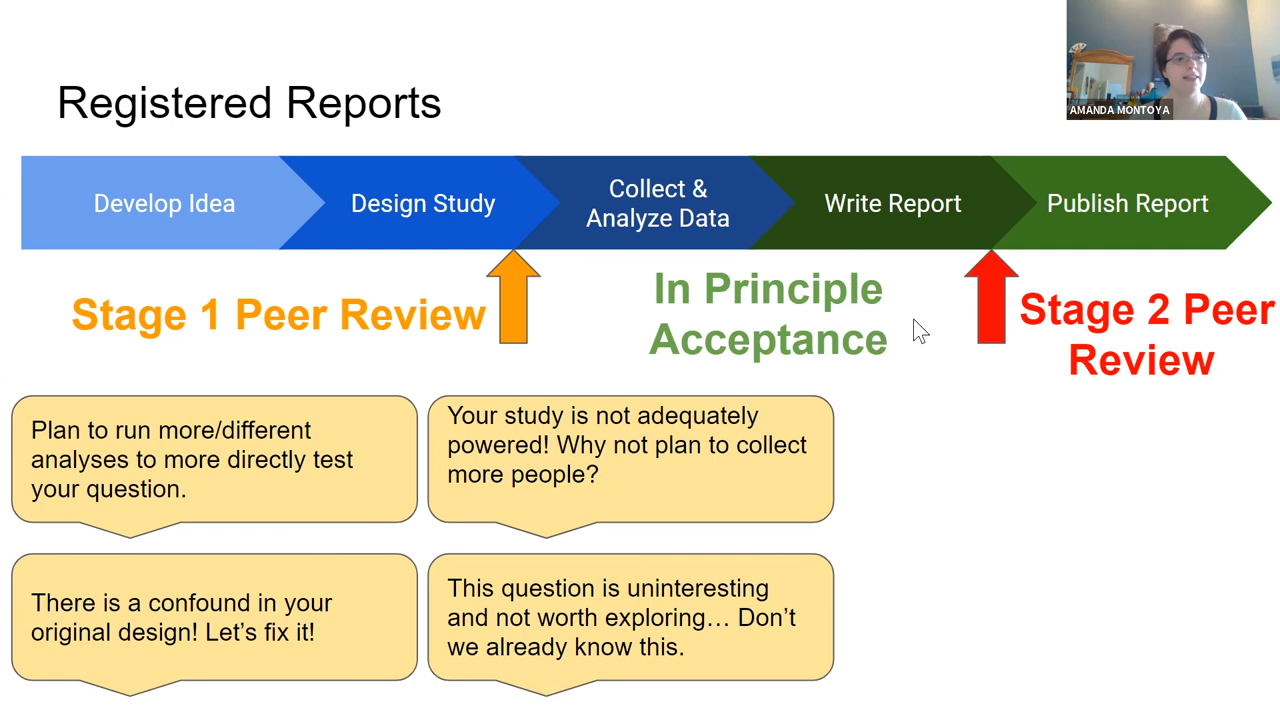 AMANDA MONTOYA
Registered Reports
Develop Idea
Design Study
Collect &
Analyze Data
Write Report
Publish Report
Stage 1 Peer Review
In Principle
Acceptance
Stage 2 Peer
Review
Plan to run more/different
analyses to more directly test
your question.
Your study is not adequately
powered! Why not plan to collect
more people?
There is a confound in your
original design! Let’s fix it!
This question is uninteresting
and not worth exploring… Don’t
we already know this.